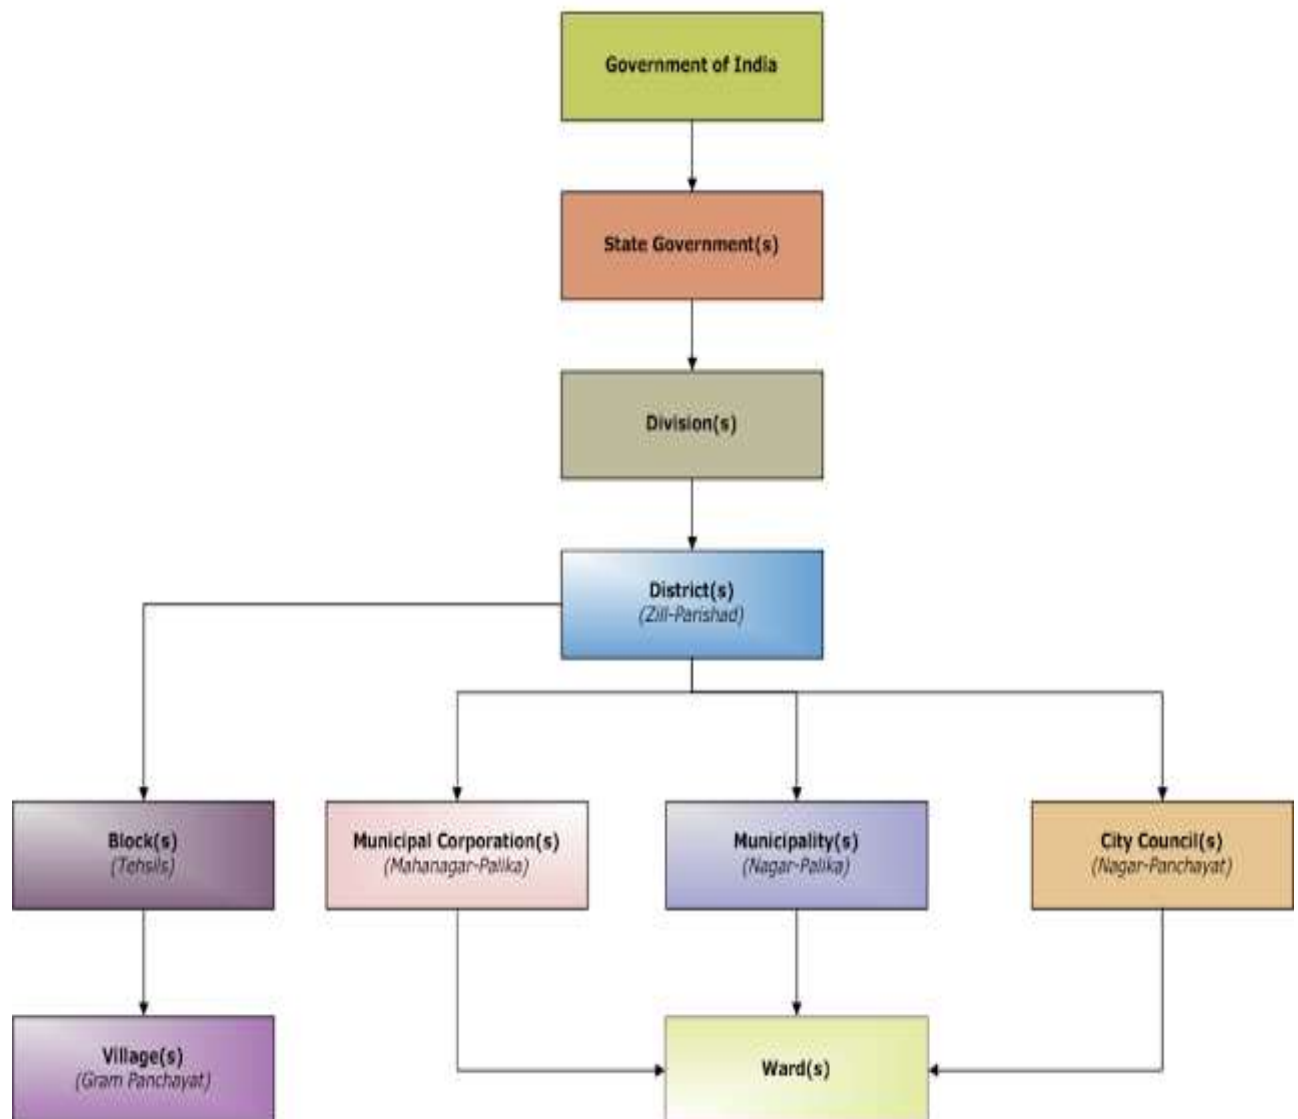 Government of India
State Government(s)
Division(s)
District(s)
(Zill-Parishad)
Block(s)
(Tehsils)
Municipal Corporation(s)
(Mahanagar-Palika)
Municipality(s)
(Nagar-Palika)
City Council(s)
(Nagar-Panchayat)
Village(s)
(Gram Panchayat)
Ward(s)